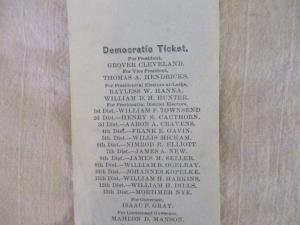 Democratic Ticket.
For President,
GROVER CLEVELAND.
For Vice President,
THOMAS A. HENDRICKS.
For Presidential Electors-at-Large,
BAYLESS W. HANNA,
WILLIAM H. HUNTER.
For Presidential District Electors,
1st Dist.—WILLIAM F. TOWNSEND
2d Dist.—HENRY S. CAUTHORN.
3d Dist.—AARON A. CRAVENS.
4th Dist.—FRANK E. GAVIN.
5th Dist.—WILLIS HICKAM.
6th Dist.—NIMROD R. ELLIOTT.
7th Dist.—JAMES A. NEW.
8th Dist.—JAMES M. SELLER.
9th Dist.—WILLIAM B. OGELBAY.
10th Dist.—JOHANNES KOPELKE.
11th Dist.—WILLIAM H. HARKINS.
12th Dist.—WILLIAM H. DILLS.
13th Dist.—MORTIMER NYE.
For Governor,
ISAAC P. GRAY.
For Lieutenant Governor,
MAHLON D. MANSON.